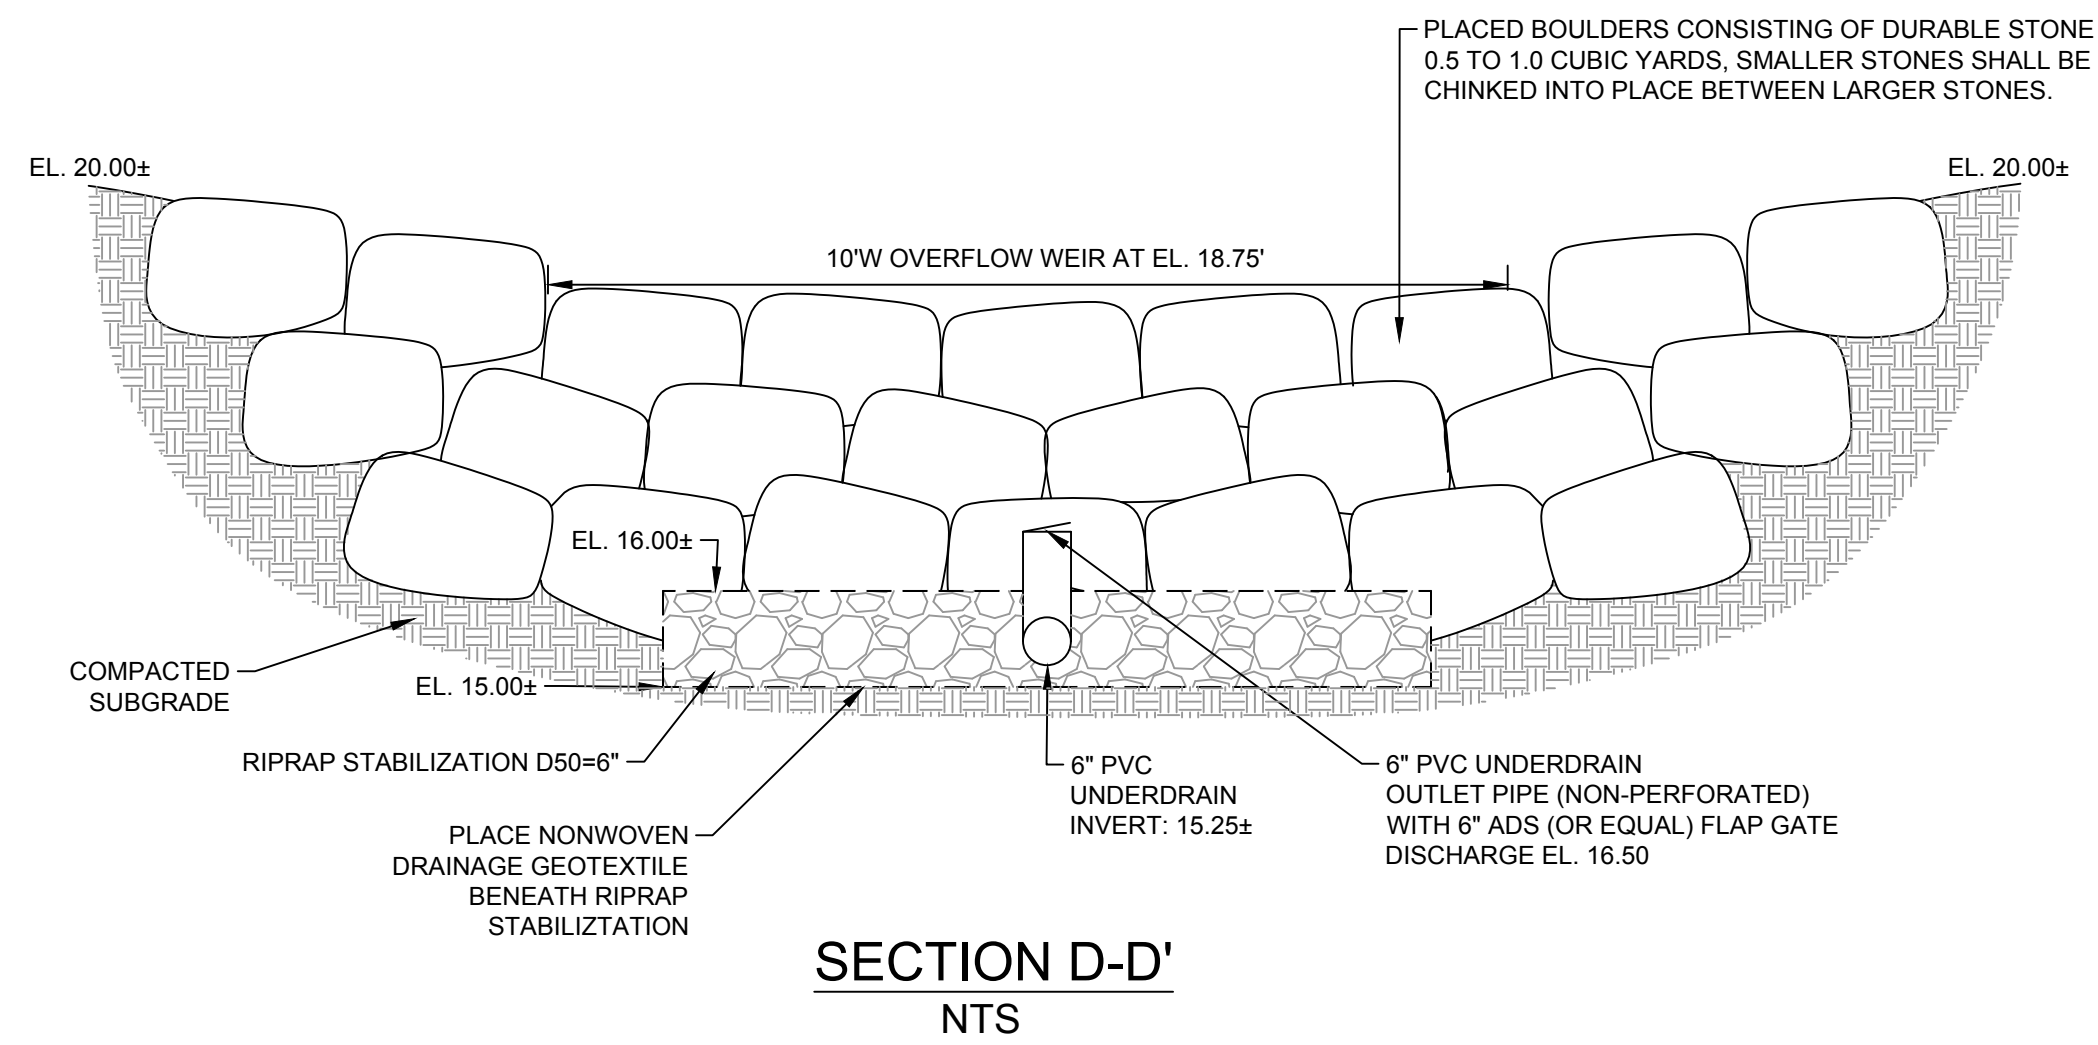 PLACED BOULDERS CONSISTING OF DURABLE STONE
0.5 TO 1.0 CUBIC YARDS, SMALLER STONES SHALL BE
CHINKED INTO PLACE BETWEEN LARGER STONES.
EL. 20.00±
EL. 20.00±
10'W OVERFLOW WEIR AT EL. 18.75'
EL. 16.00±
COMPACTED
SUBGRADE
EL. 15.00±
RIPRAP STABILIZATION D50=6"
PLACE NONWOVEN
DRAINAGE GEOTEXTILE
BENEATH RIPRAP
STABILIZTATION
6" PVC
UNDERDRAIN
INVERT: 15.25±
6" PVC UNDERDRAIN
OUTLET PIPE (NON-PERFORATED)
WITH 6" ADS (OR EQUAL) FLAP GATE
DISCHARGE EL. 16.50
SECTION D-D'
NTS